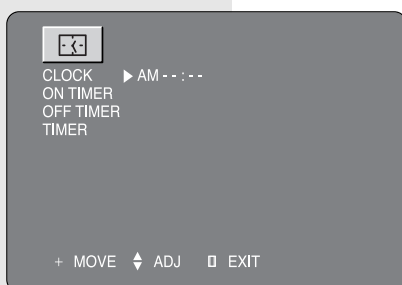 CLOCK ▶ AM - - : - -
ON TIMER
OFF TIMER
TIMER
+ MOVE ADJ EXIT